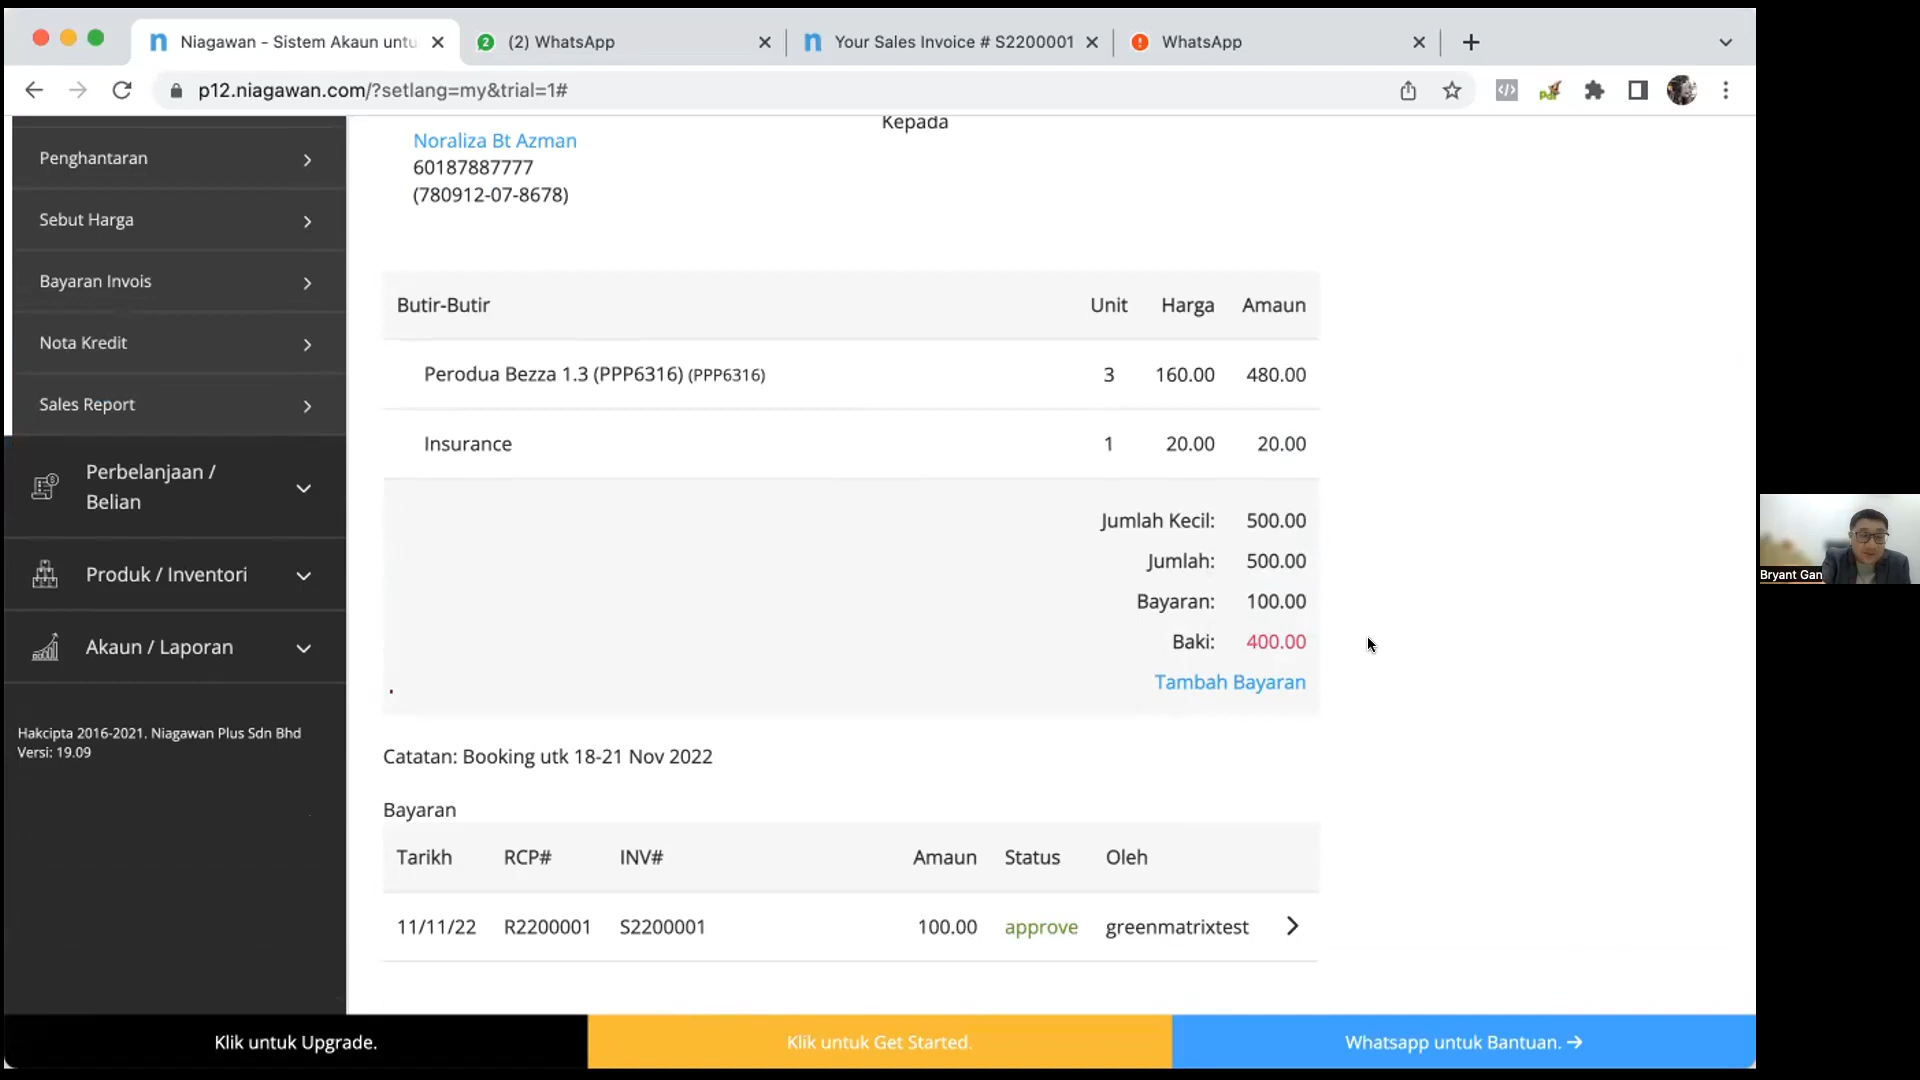 Niagawan - Sistem Akaun untu
2
(2) WhatsApp
Your Sales Invoice # S2200001
WhatsApp
p12.niagawan.com/?setlang=my&trial=1#
Penghantaran
Sebut Harga
Bayaran Invois
Nota Kredit
Sales Report
Perbelanjaan /
Belian
Produk / Inventori
Akaun / Laporan
Hakcipta 2016-2021. Niagawan Plus Sdn Bhd
Versi: 19.09
Kepada
Noraliza Bt Azman
60187887777
(780912-07-8678)
Butir-Butir Unit Harga Amaun
Perodua Bezza 1.3 (PPP6316) (PPP6316) 3 160.00 480.00
Insurance 1 20.00 20.00
Jumlah Kecil: 500.00
Jumlah: 500.00
Bayaran: 100.00
Baki: 400.00
Tambah Bayaran
Catatan: Booking utk 18-21 Nov 2022
Bayaran
Tarikh RCP# INV# Amaun Status Oleh
11/11/22 R2200001 S2200001 100.00 approve greenmatrixtest
Klik untuk Upgrade.
Klik untuk Get Started.
Whatsapp untuk Bantuan. →
Bryant Gan